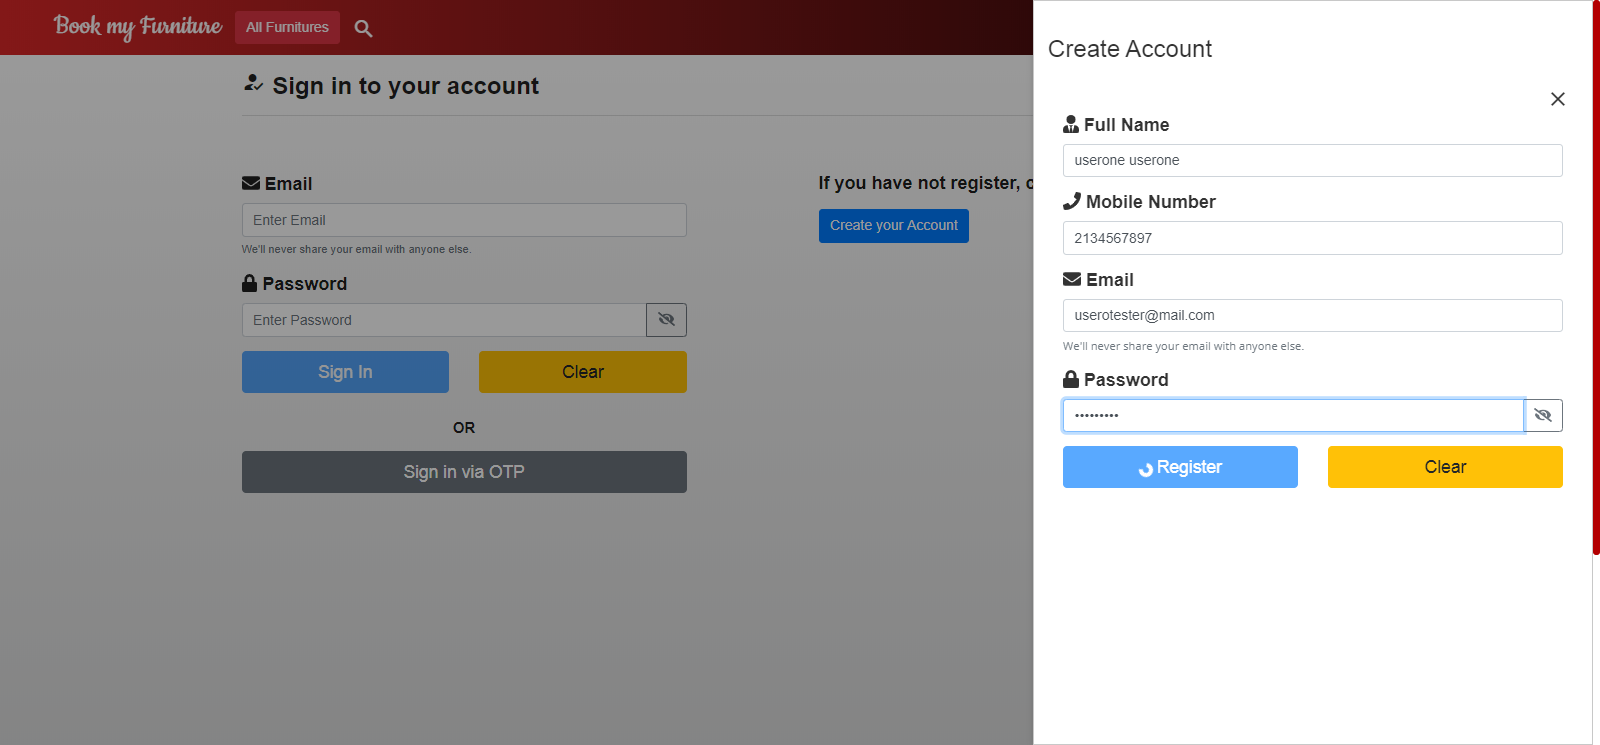 Book my Furniture
All Furnitures
Sign in to your account
Email
Enter Email
We'll never share your email with anyone else.
Password
Enter Password
Sign In
Clear
OR
Sign in via OTP
If you have not register, c
Create your Account
Create Account
Full Name
userone userone
Mobile Number
2134567897
Email
userotester@mail.com
We'll never share your email with anyone else.
Password
•••••••••
Register
Clear